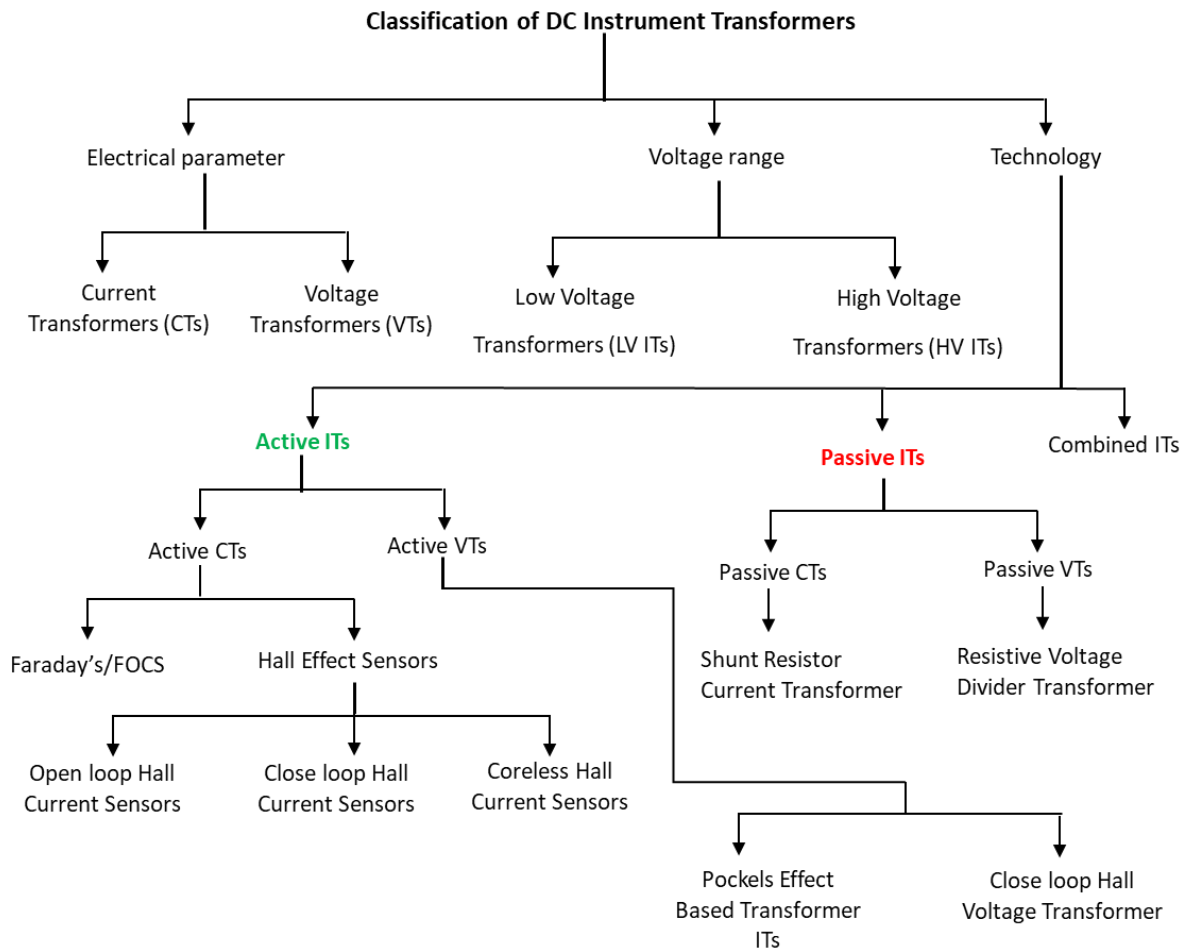 Classification of DC Instrument Transformers
Electrical parameter
Voltage range
Technology
Current
Transformers (CTs)
Voltage
Transformers (VTs)
Low Voltage
Transformers (LV ITs)
High Voltage
Transformers (HV ITs)
Active ITs
Passive ITs
Combined ITs
Active CTs
Active VTs
Passive CTs
Passive VTs
Faraday's/FOCS
Hall Effect Sensors
Shunt Resistor
Current Transformer
Resistive Voltage
Divider Transformer
Open loop Hall
Current Sensors
Close loop Hall
Current Sensors
Coreless Hall
Current Sensors
Pockels Effect
Based Transformer
ITs
Close loop Hall
Voltage Transformer